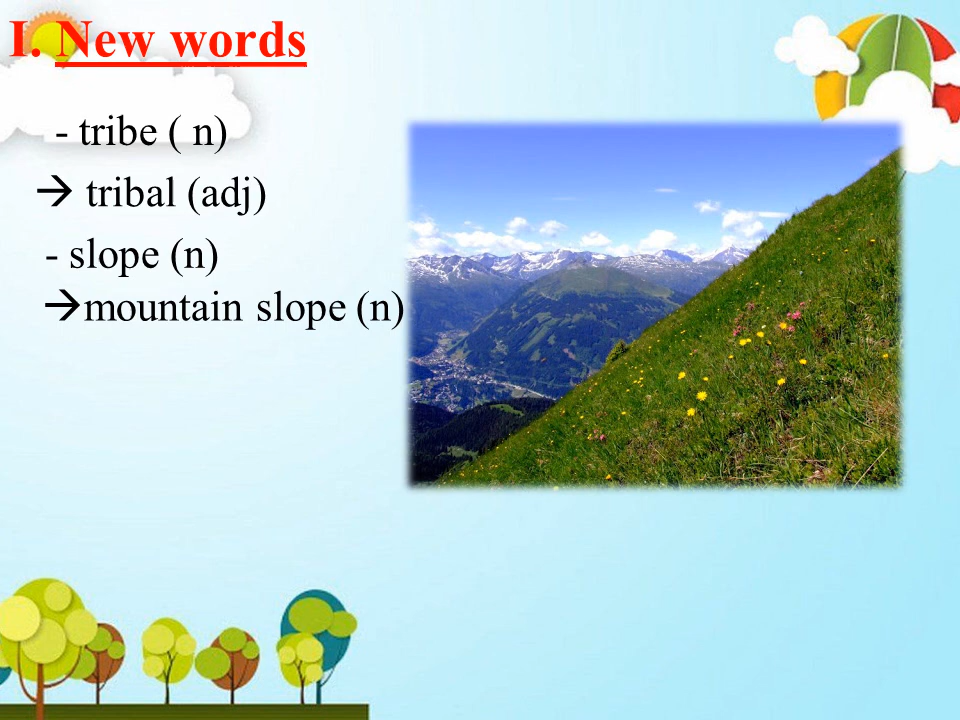 I. New words
- tribe ( n)
→ tribal (adj)
- slope (n)
→mountain slope (n)